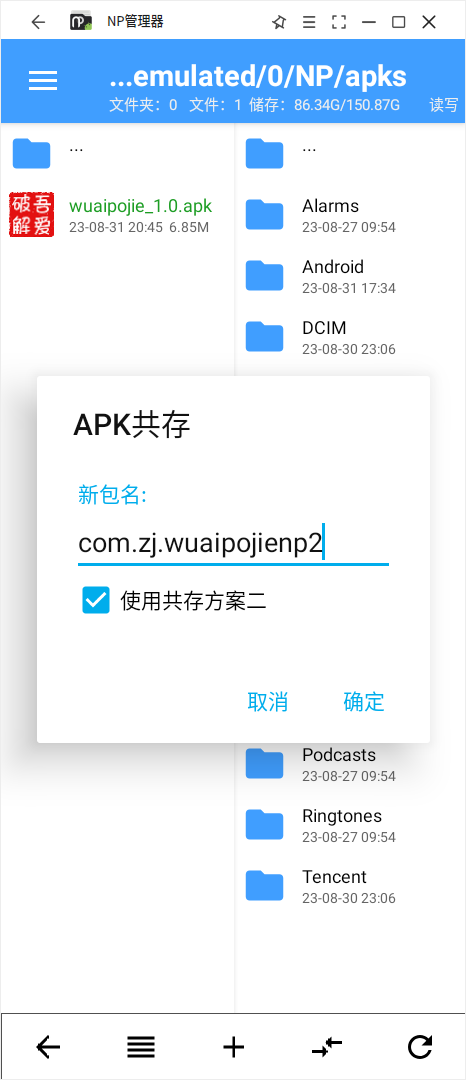 NP管理器
...emulated/0/NP/apks
文件夹：0 文件：1 储存：86.34G/150.87G 读写
...
破吾
解爱
wuaipojie_1.0.apk
23-08-31 20:45 6.85M
...
Alarms
23-08-27 09:54
Android
23-08-31 17:34
DCIM
23-08-30 23:06
APK共存
新包名:
com.zj.wuaipojienp2
使用共存方案二
取消 确定
Podcasts
23-08-27 09:54
Ringtones
23-08-27 09:54
Tencent
23-08-30 23:06